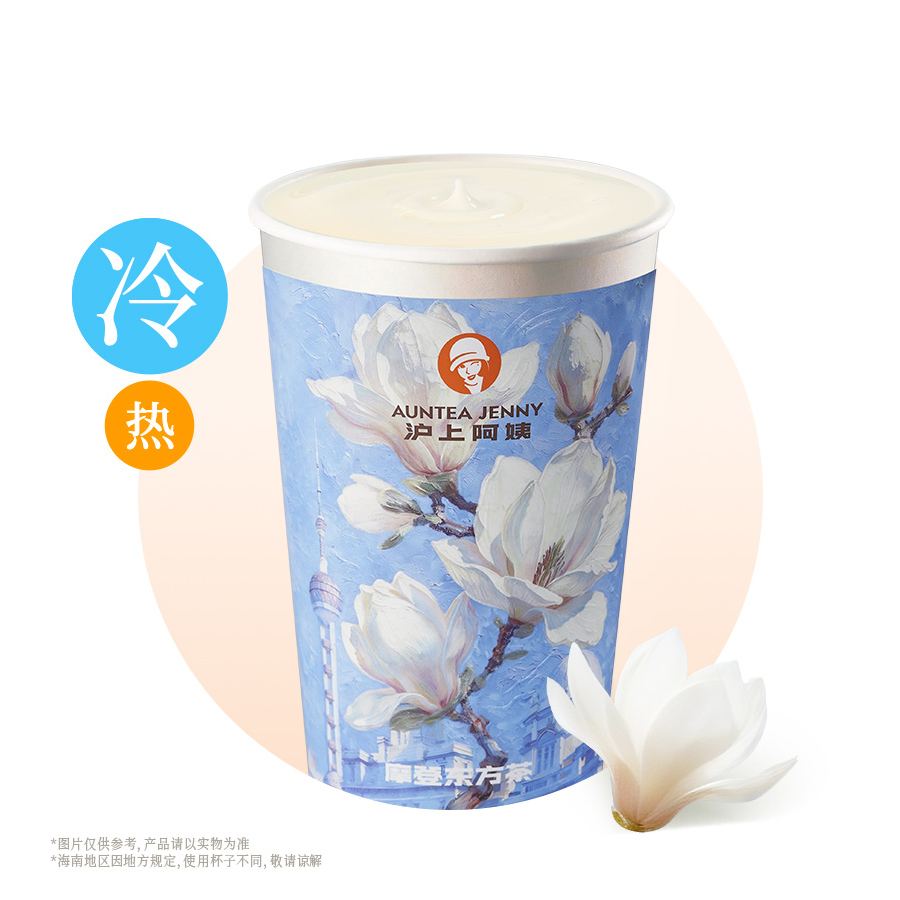 冷
热
AUNTEA JENNY
沪上阿姨
摩登东方茶
*图片仅供参考, 产品请以实物为准
*海南地区因地方规定, 使用杯子不同, 敬请谅解